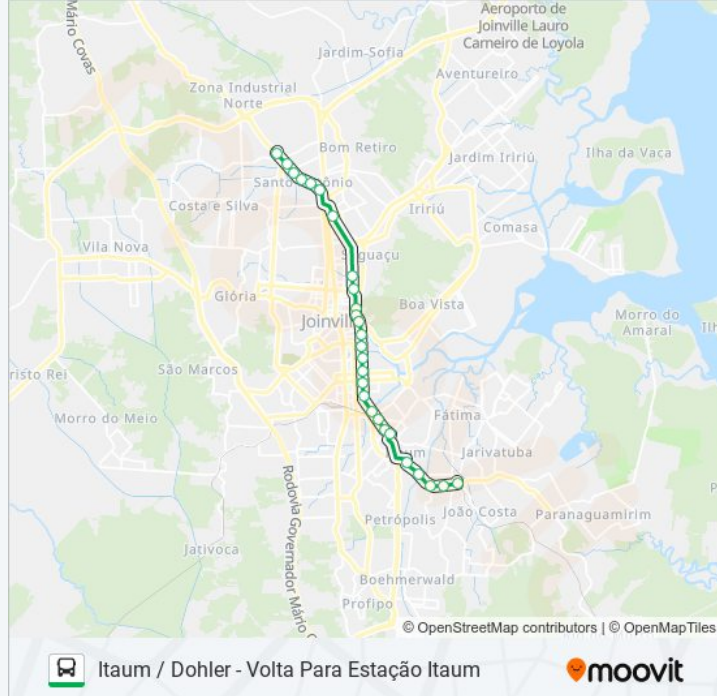 Aeroporto de
Joinville Lauro
Carneiro de Loyola
Mário Covas
Jardim Sofia
Aventureiro
Zona Industrial
Norte
Bom Retiro
Jardim Iririú
Ilha da Vaca
Costa e Silva
Iririú
Comasa
Vila Nova
Glória
Boa Vista
Morro do
Amaral
São Marcos
Morro do Meio
Fátima
Jarivatuba
Petrópolis
João Costa
Paranaguamirim
Rodovia Governador Mário
Jativoca
Boehmerwald
Profipo
© OpenStreetMap contributors | © OpenMapTiles
Itaum / Dohler - Volta Para Estação Itaum
moovit